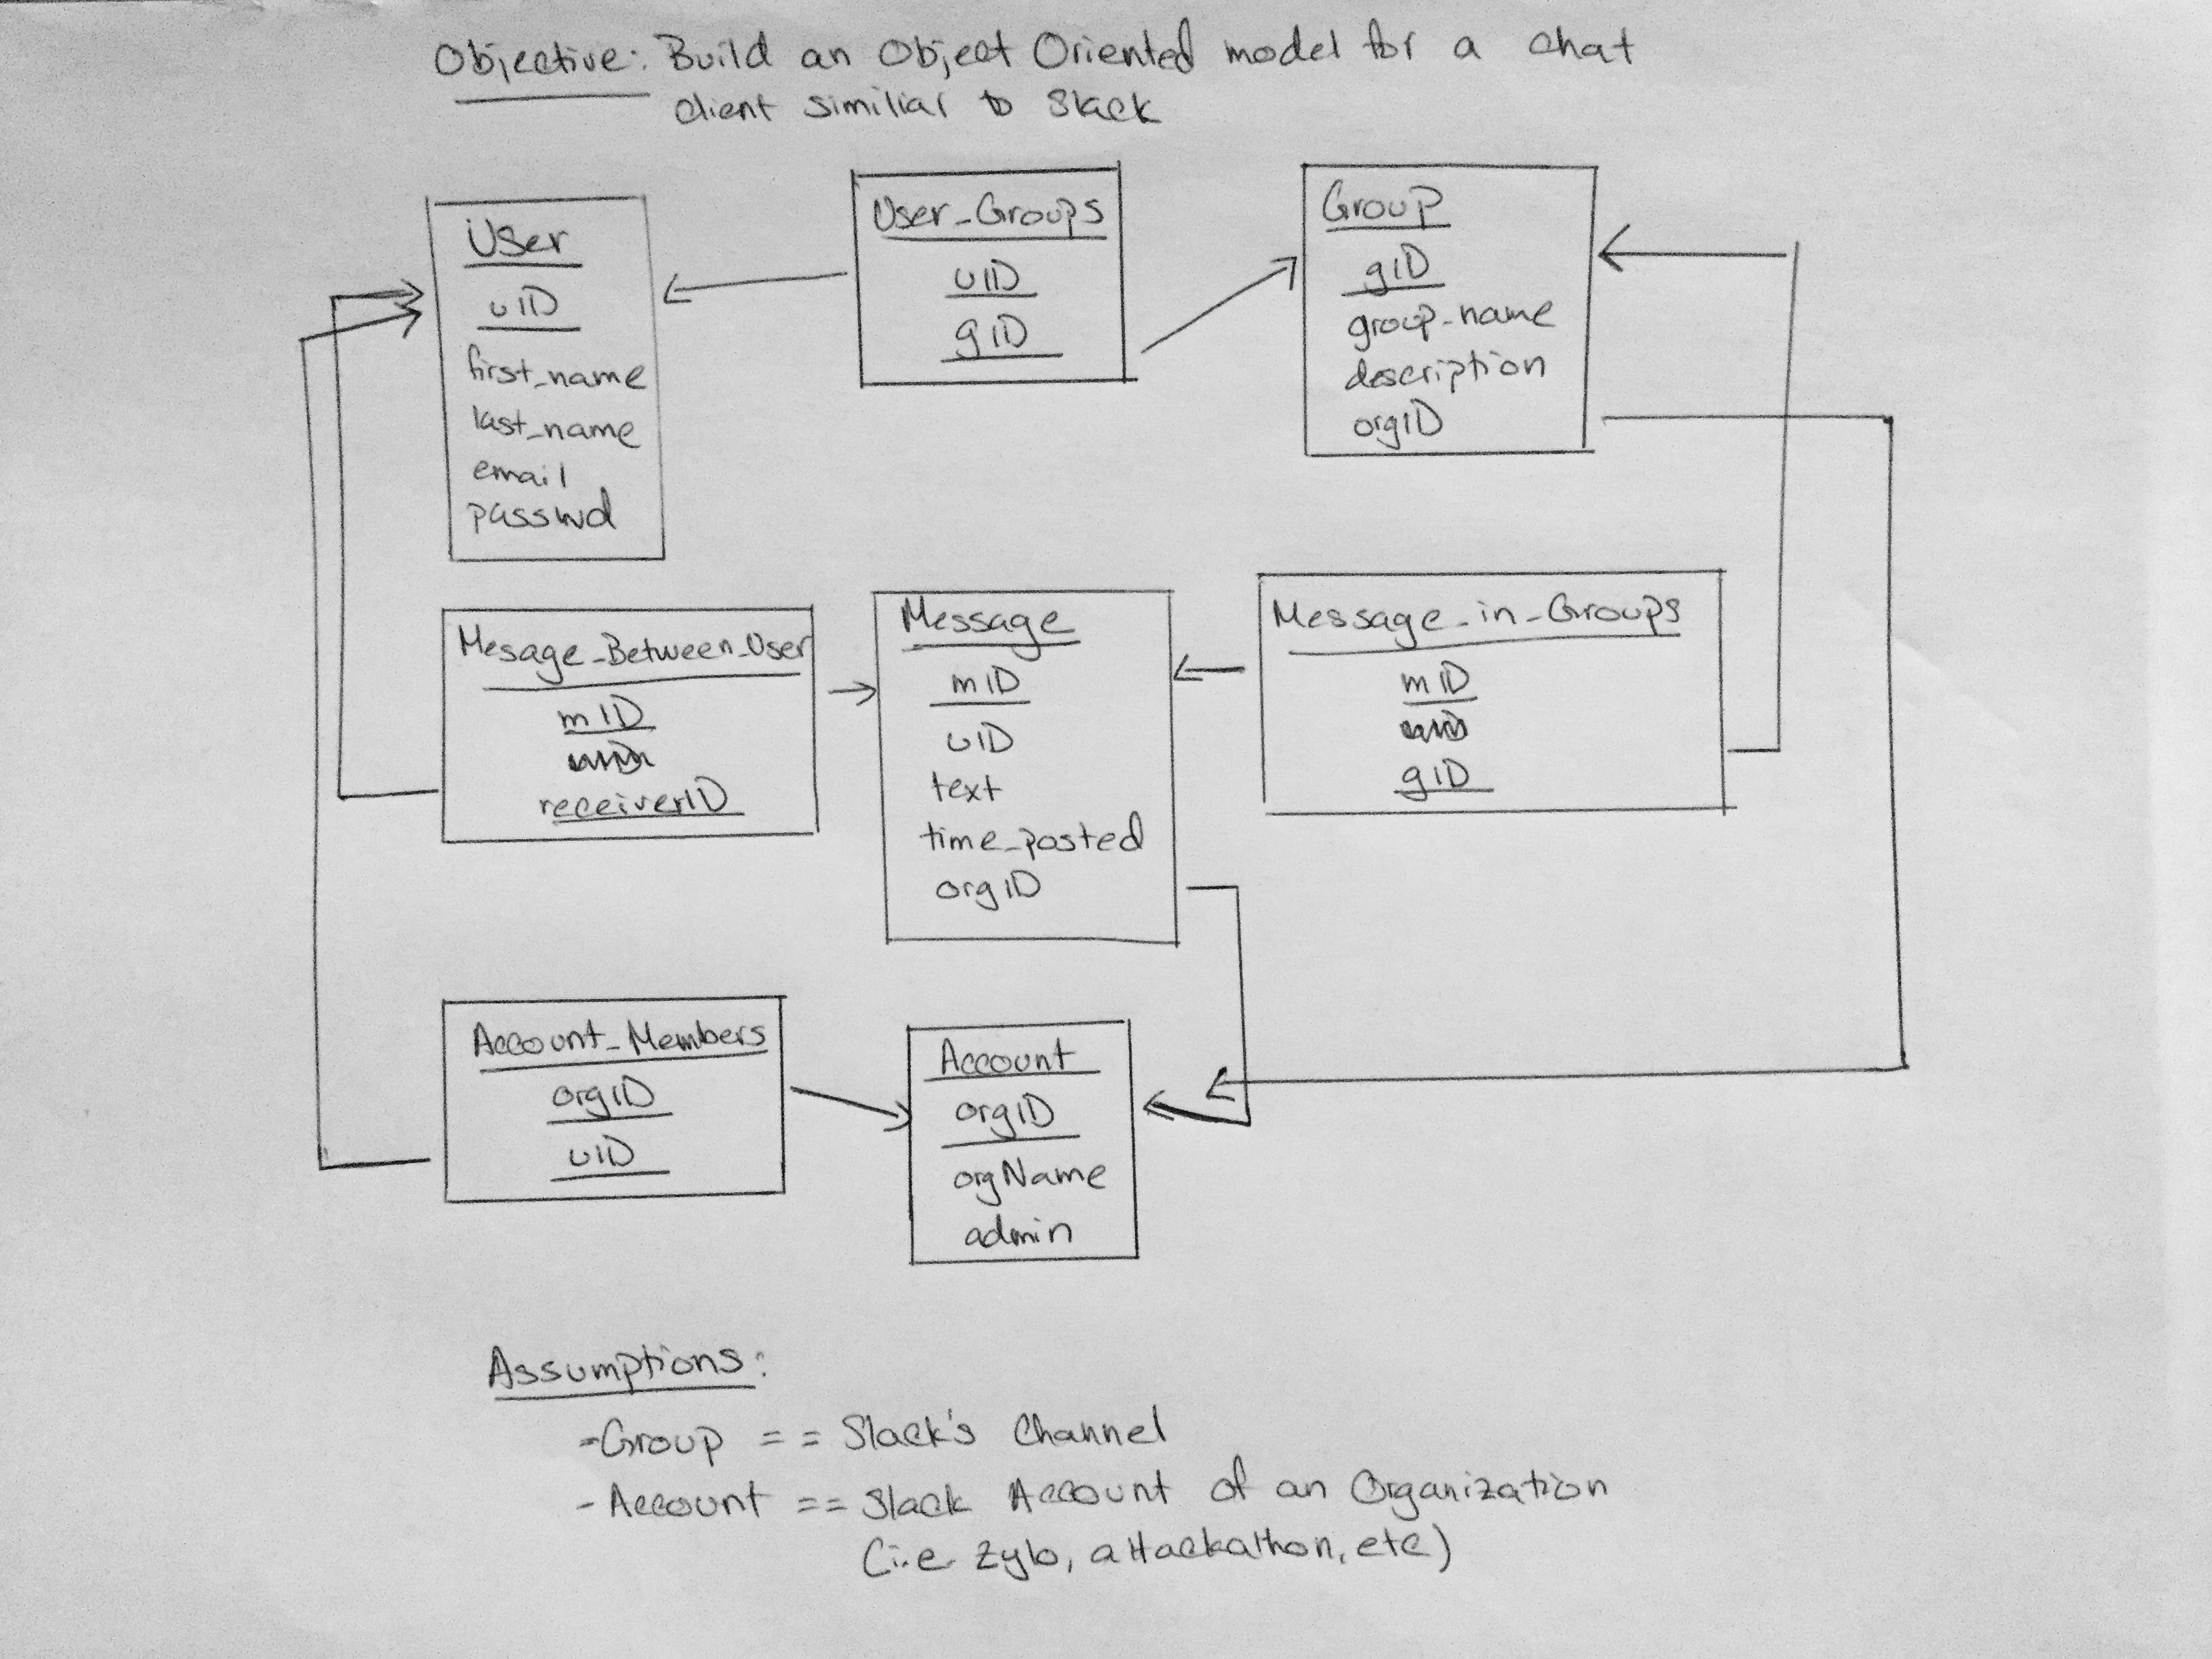 Objective: Build an Object Oriented model for a chat
client similiar to Slack
User
uID
first_name
last_name
email
passwd
User_Groups
uID
gID
Group
gID
group_name
description
orgID
Mesage_Between_User
mID
receiverID
Message
mID
uID
text
time_posted
orgID
Message_in_Groups
mID
gID
Account_Members
orgID
uID
Account
orgID
orgName
admin
Assumptions:
-Group == Slack's Channel
- Account == Slack Account of an Organization
(i.e. Zylo, a Hackathon, etc)